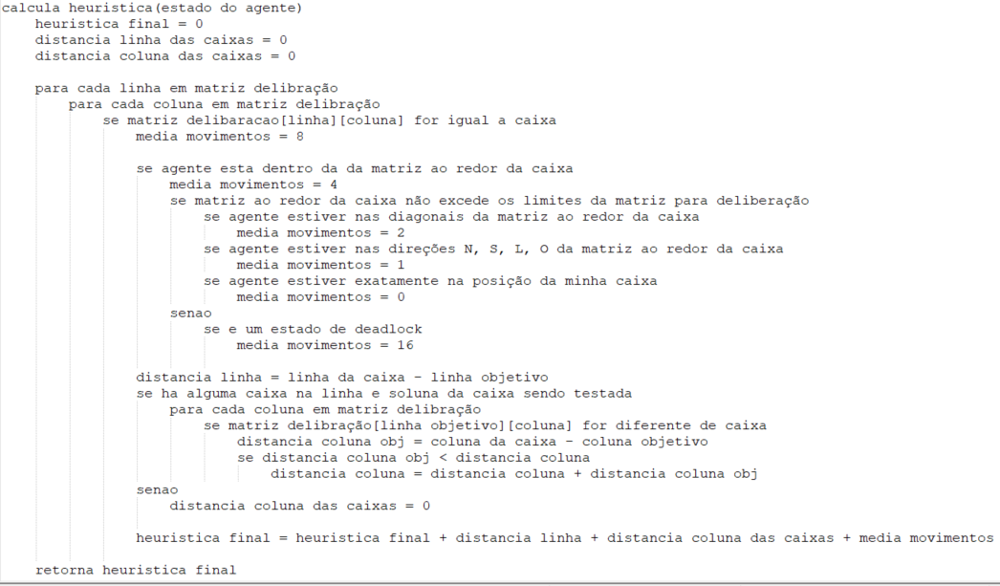 calcula heuristica(estado do agente)
heuristica final = 0
distancia linha das caixas = 0
distancia coluna das caixas = 0
para cada linha em matriz delibração
para cada coluna em matriz delibração
se matriz delibaracao[linha][coluna] for igual a caixa
media movimentos = 8
se agente esta dentro da da matriz ao redor da caixa
media movimentos = 4
se matriz ao redor da caixa não excede os limites da matriz para deliberação
se agente estiver nas diagonais da matriz ao redor da caixa
media movimentos = 2
se agente estiver nas direções N, S, L, O da matriz ao redor da caixa
media movimentos = 1
se agente estiver exatamente na posição da minha caixa
media movimentos = 0
senao
se e um estado de deadlock
media movimentos = 16
distancia linha = linha da caixa - linha objetivo
se ha alguma caixa na linha e soluna da caixa sendo testada
para cada coluna em matriz delibração
se matriz delibração[linha objetivo][coluna] for diferente de caixa
distancia coluna obj = coluna da caixa - coluna objetivo
se distancia coluna obj < distancia coluna
distancia coluna = distancia coluna + distancia coluna obj
senao
distancia coluna das caixas = 0
heuristica final = heuristica final + distancia linha + distancia coluna das caixas + media movimentos
retorna heuristica final